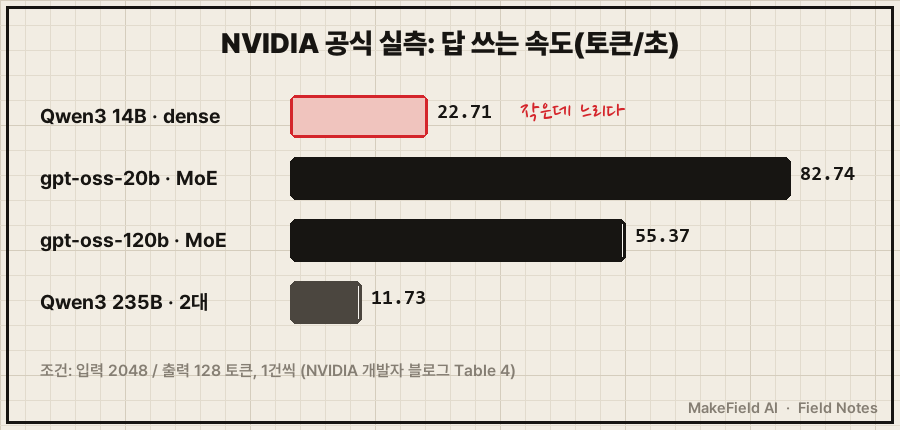 NVIDIA 공식 실측: 답 쓰는 속도(토큰/초)
Qwen3 14B · dense 22.71 작은데 느리다
gpt-oss-20b · MoE 82.74
gpt-oss-120b · MoE 55.37
Qwen3 235B · 2대 11.73
조건: 입력 2048 / 출력 128 토큰, 1건씩 (NVIDIA 개발자 블로그 Table 4)
MakeField AI · Field Notes